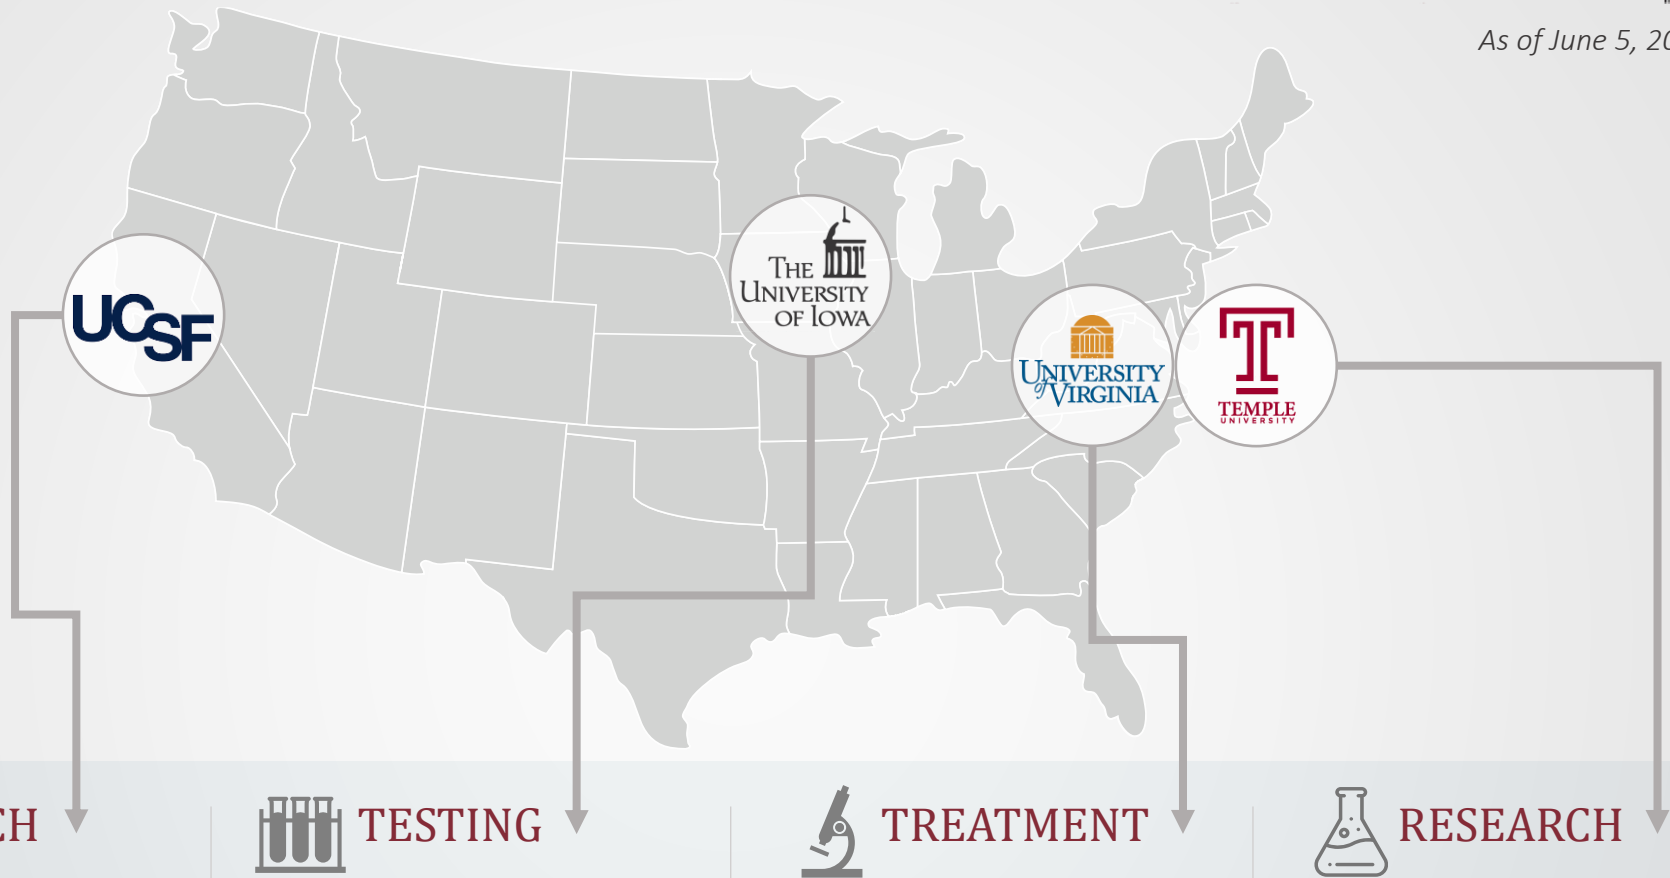 As of June 5, 20
UCSF
THE
UNIVERSITY
OF IOWA
UNIVERSITY
of VIRGINIA
TEMPLE
UNIVERSITY
CH
TESTING
TREATMENT
RESEARCH